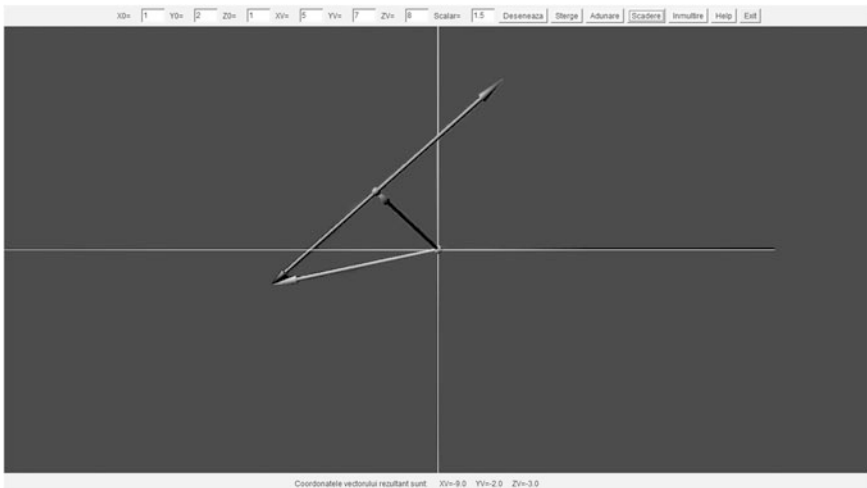 X0= 1 Y0= 2 Z0= 1 XV= 5 YV= 7 ZV= 8 Scalar= 1.5 Deseneaza Sterge Adunare Scadere Inmultire Help Exit
Coordonatele vectorului rezultant sunt XV=-9.0 YV=-2.0 ZV=-3.0